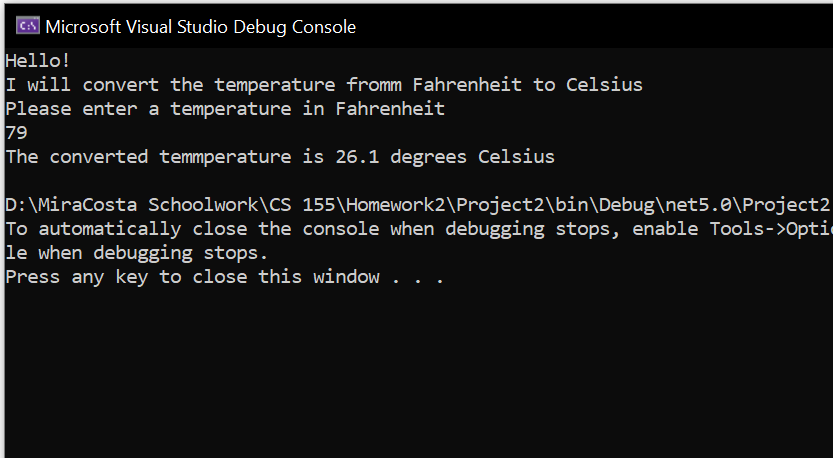 Microsoft Visual Studio Debug Console
Hello!
I will convert the temperature fromm Fahrenheit to Celsius
Please enter a temperature in Fahrenheit
79
The converted temmperature is 26.1 degrees Celsius
D:\MiraCosta Schoolwork\CS 155\Homework2\Project2\bin\Debug\net5.0\Project2
To automatically close the console when debugging stops, enable Tools->Optio
le when debugging stops.
Press any key to close this window . . .